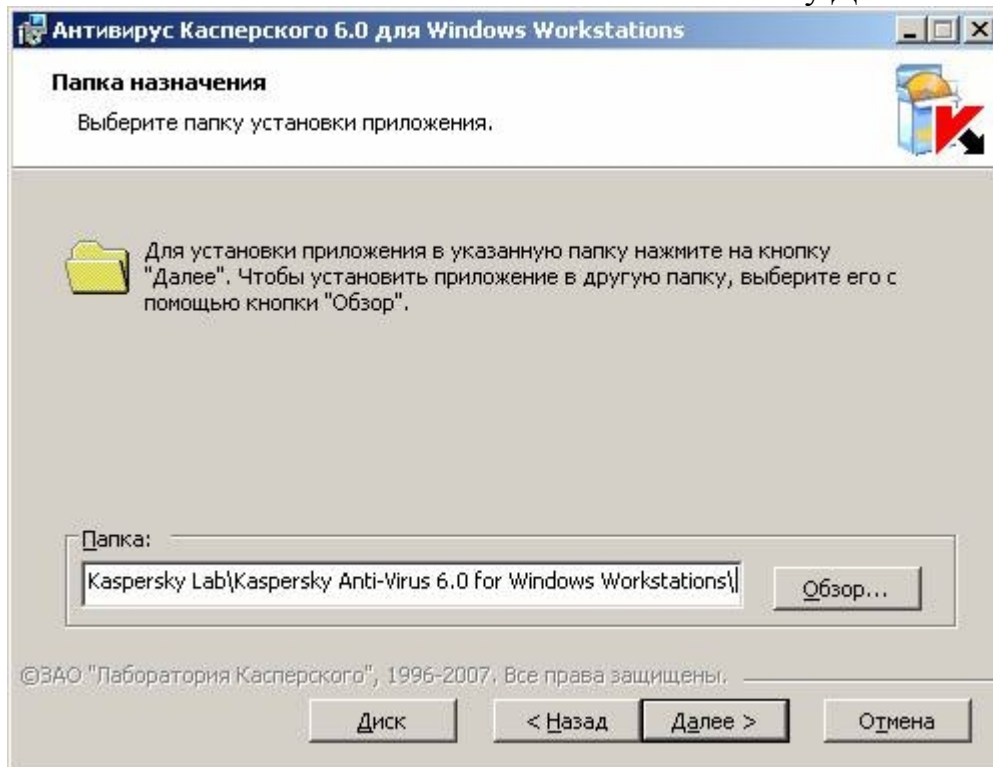 Антивирус Касперского 6.0 для Windows Workstations
Папка назначения
Выберите папку установки приложения.
Для установки приложения в указанную папку нажмите на кнопку
"Далее". Чтобы установить приложение в другую папку, выберите его с
помощью кнопки "Обзор".
Папка:
Kaspersky Lab\Kaspersky Anti-Virus 6.0 for Windows Workstations\
Обзор...
©ЗАО "Лаборатория Касперского", 1996-2007. Все права защищены.
Диск
< Назад
Далее >
Отмена